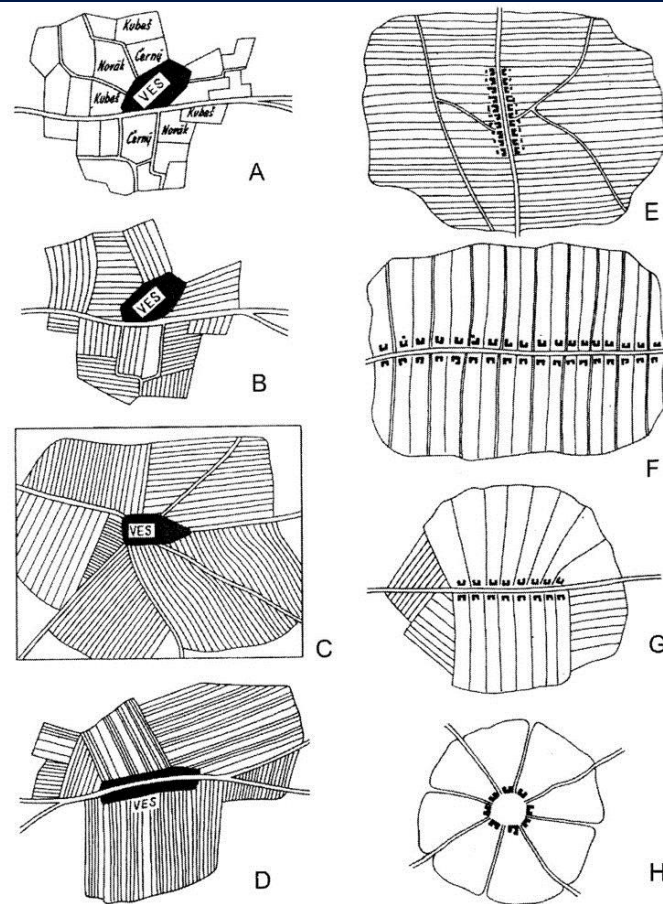 Kubeš
Černý
Novák
Kubeš
VES
Kubeš
Černý
Novák
A
VES
B
VES
C
VES
D
E
F
G
H